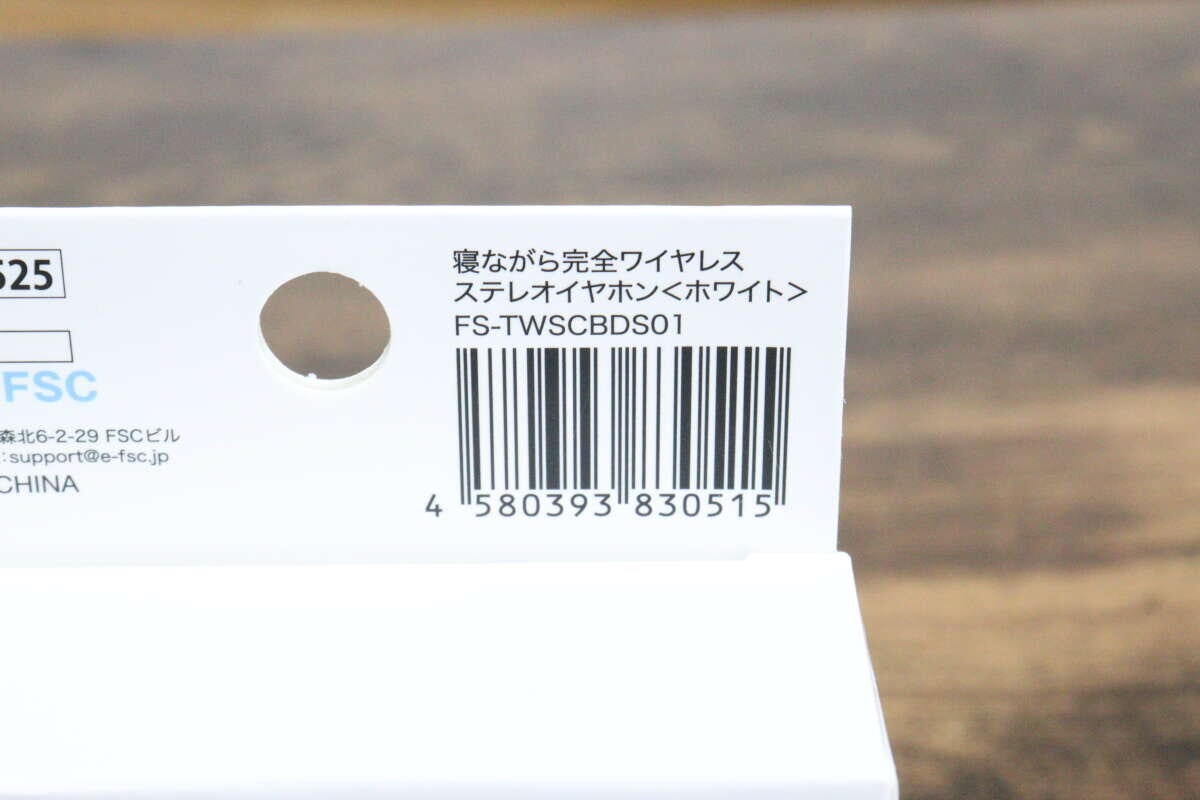 525
FSC
森北6-2-29 FSCビル
:support@e-fsc.jp
CHINA
寝ながら完全ワイヤレス
ステレオイヤホン<ホワイト>
FS-TWSCBDS01
4 580393 830515